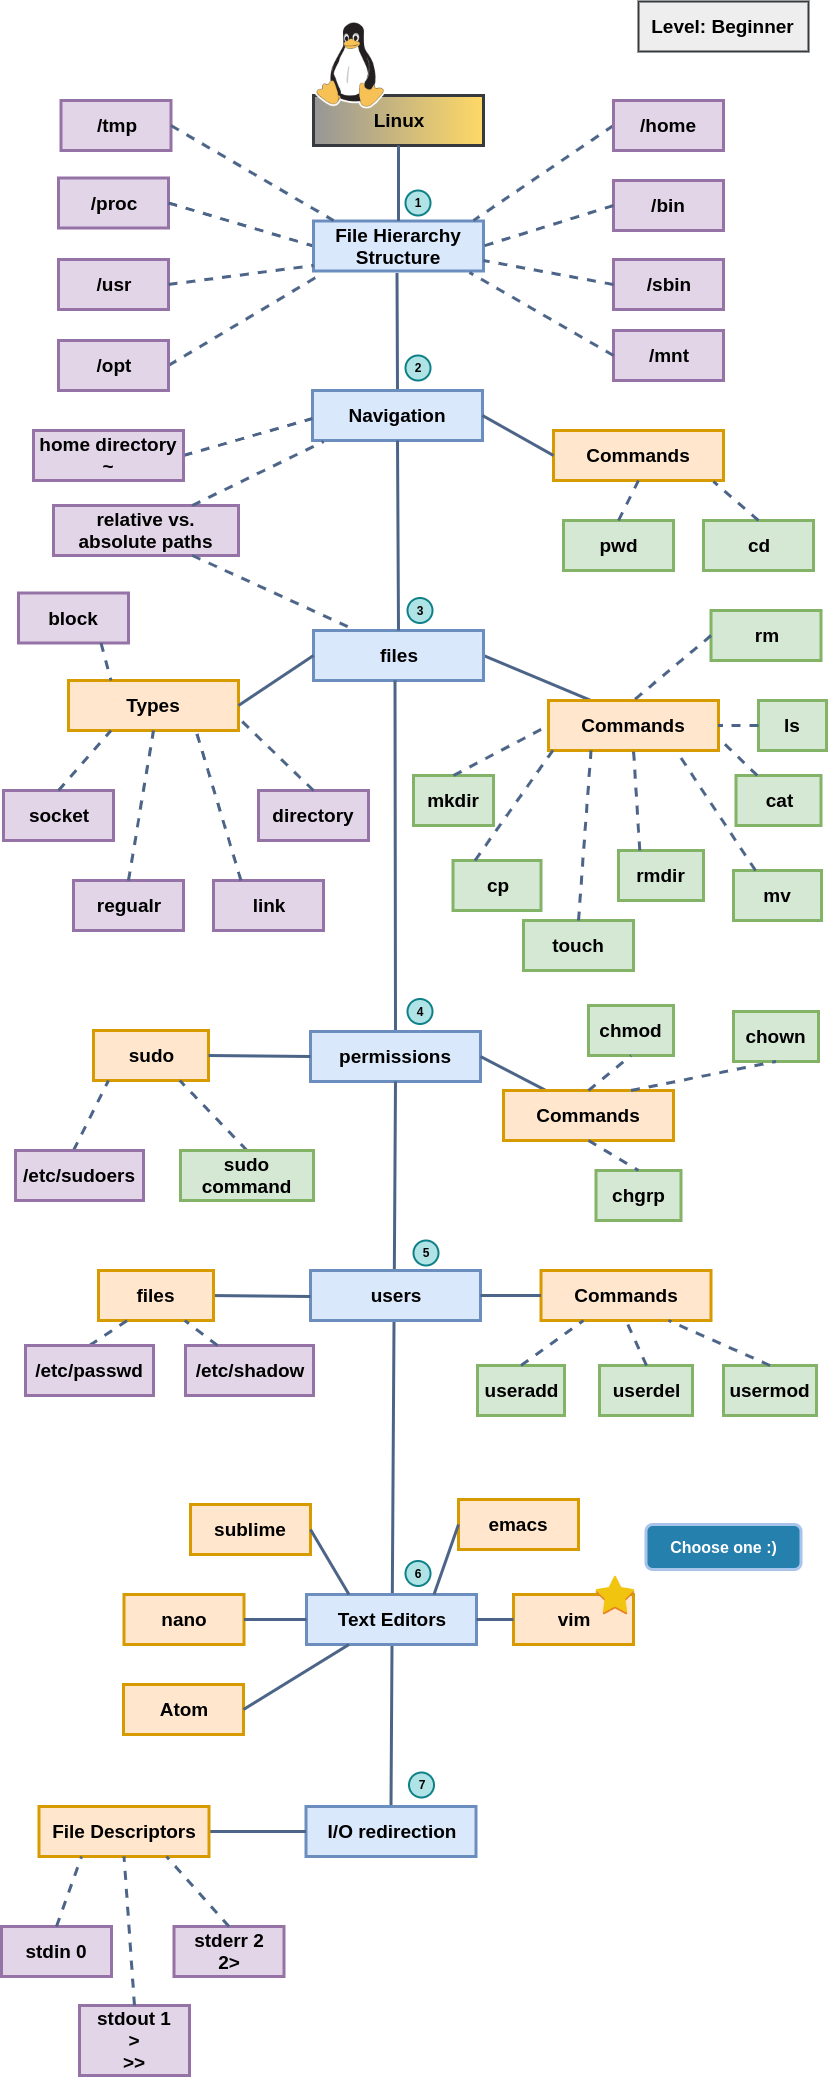 Level: Beginner
Linux
/tmp
/home
1
/proc
/bin
File Hierarchy
Structure
/usr
/sbin
/opt
/mnt
2
Navigation
home directory
~
Commands
relative vs.
absolute paths
pwd
cd
3
block
files
rm
Types
Commands
ls
socket
directory
mkdir
cat
regualr
link
cp
rmdir
mv
touch
4
sudo
permissions
chmod
chown
Commands
/etc/sudoers
sudo
command
chgrp
5
files
users
Commands
/etc/passwd
/etc/shadow
useradd
userdel
usermod
sublime
emacs
Choose one :)
6
nano
Text Editors
vim
Atom
7
File Descriptors
I/O redirection
stdin 0
stderr 2
2>
stdout 1
>
>>